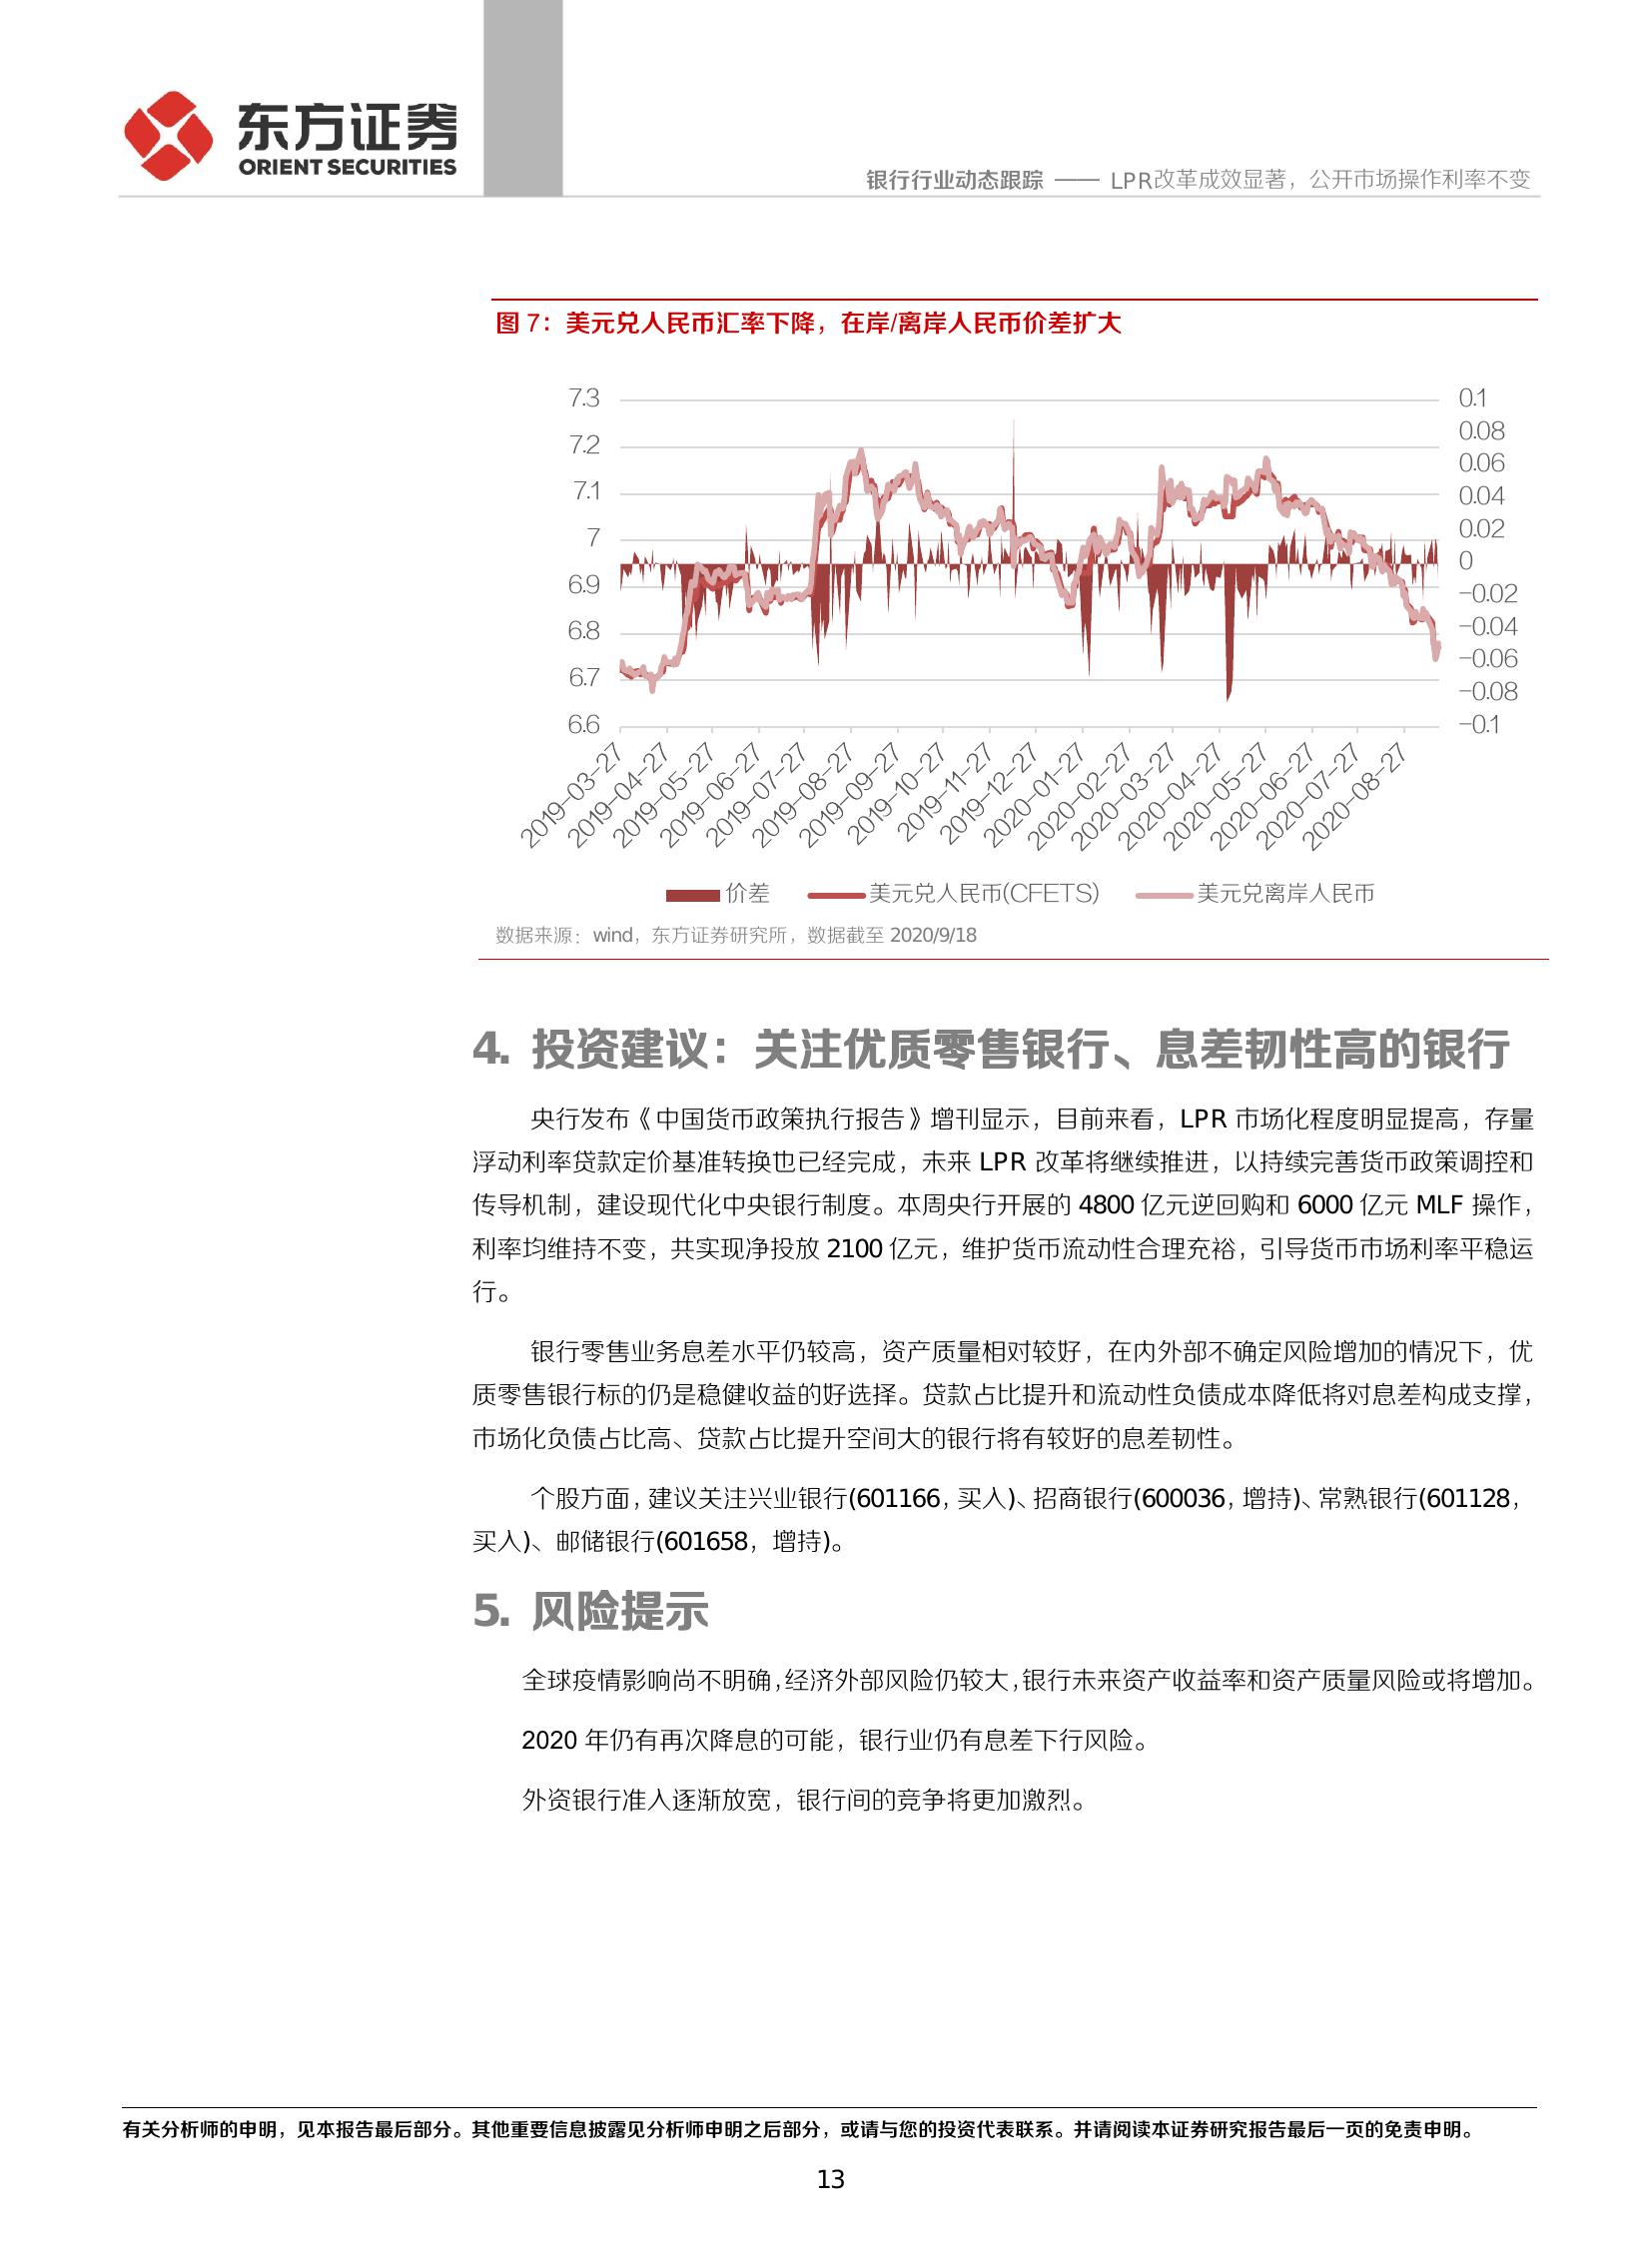 东方证券
ORIENT SECURITIES
银行行业动态跟踪 —— LPR改革成效显著，公开市场操作利率不变
图 7：美元兑人民币汇率下降，在岸/离岸人民币价差扩大
7.3
7.2
7.1
7
6.9
6.8
6.7
6.6
0.1
0.08
0.06
0.04
0.02
0
-0.02
-0.04
-0.06
-0.08
-0.1
2019-03-27
2019-04-27
2019-05-27
2019-06-27
2019-07-27
2019-08-27
2019-09-27
2019-10-27
2019-11-27
2019-12-27
2020-01-27
2020-02-27
2020-03-27
2020-04-27
2020-05-27
2020-06-27
2020-07-27
2020-08-27
价差 美元兑人民币(CFETS) 美元兑离岸人民币
数据来源：wind，东方证券研究所，数据截至 2020/9/18
4. 投资建议：关注优质零售银行、息差韧性高的银行
央行发布《中国货币政策执行报告》增刊显示，目前来看，LPR 市场化程度明显提高，存量
浮动利率贷款定价基准转换也已经完成，未来 LPR 改革将继续推进，以持续完善货币政策调控和
传导机制，建设现代化中央银行制度。本周央行开展的 4800 亿元逆回购和 6000 亿元 MLF 操作，
利率均维持不变，共实现净投放 2100 亿元，维护货币流动性合理充裕，引导货币市场利率平稳运
行。
银行零售业务息差水平仍较高，资产质量相对较好，在内外部不确定风险增加的情况下，优
质零售银行标的仍是稳健收益的好选择。贷款占比提升和流动性负债成本降低将对息差构成支撑，
市场化负债占比高、贷款占比提升空间大的银行将有较好的息差韧性。
个股方面，建议关注兴业银行(601166，买入)、招商银行(600036，增持)、常熟银行(601128，
买入)、邮储银行(601658，增持)。
5. 风险提示
全球疫情影响尚不明确，经济外部风险仍较大，银行未来资产收益率和资产质量风险或将增加。
2020 年仍有再次降息的可能，银行业仍有息差下行风险。
外资银行准入逐渐放宽，银行间的竞争将更加激烈。
有关分析师的申明，见本报告最后部分。其他重要信息披露见分析师申明之后部分，或请与您的投资代表联系。并请阅读本证券研究报告最后一页的免责申明。
13